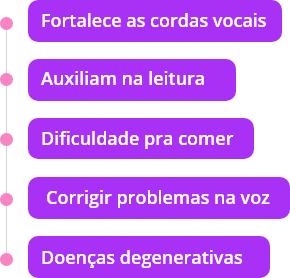 Fortalece as cordas vocais
Auxiliam na leitura
Dificuldade pra comer
Corrigir problemas na voz
Doenças degenerativas